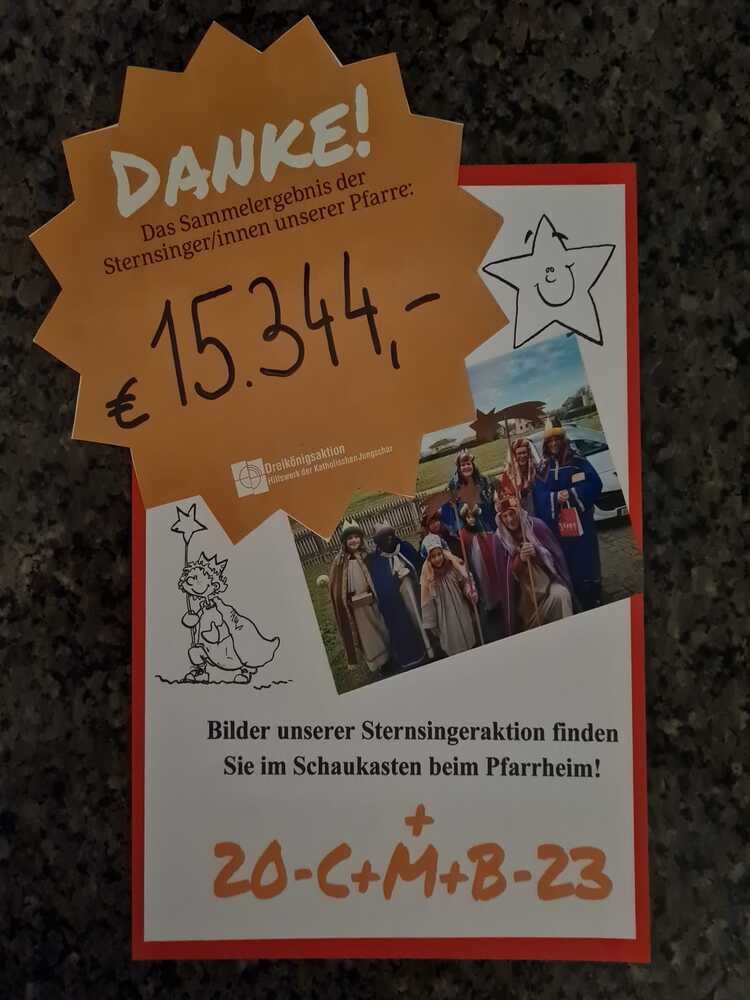 DANKE!
Das Sammelergebnis der
Sternsinger/innen unserer Pfarre:
€ 15.344,-
Dreikönigsaktion
Hilfswerk der Katholischen Jungschar
Bilder unserer Sternsingeraktion finden
Sie im Schaukasten beim Pfarrheim!
+
20-C+M+B-23